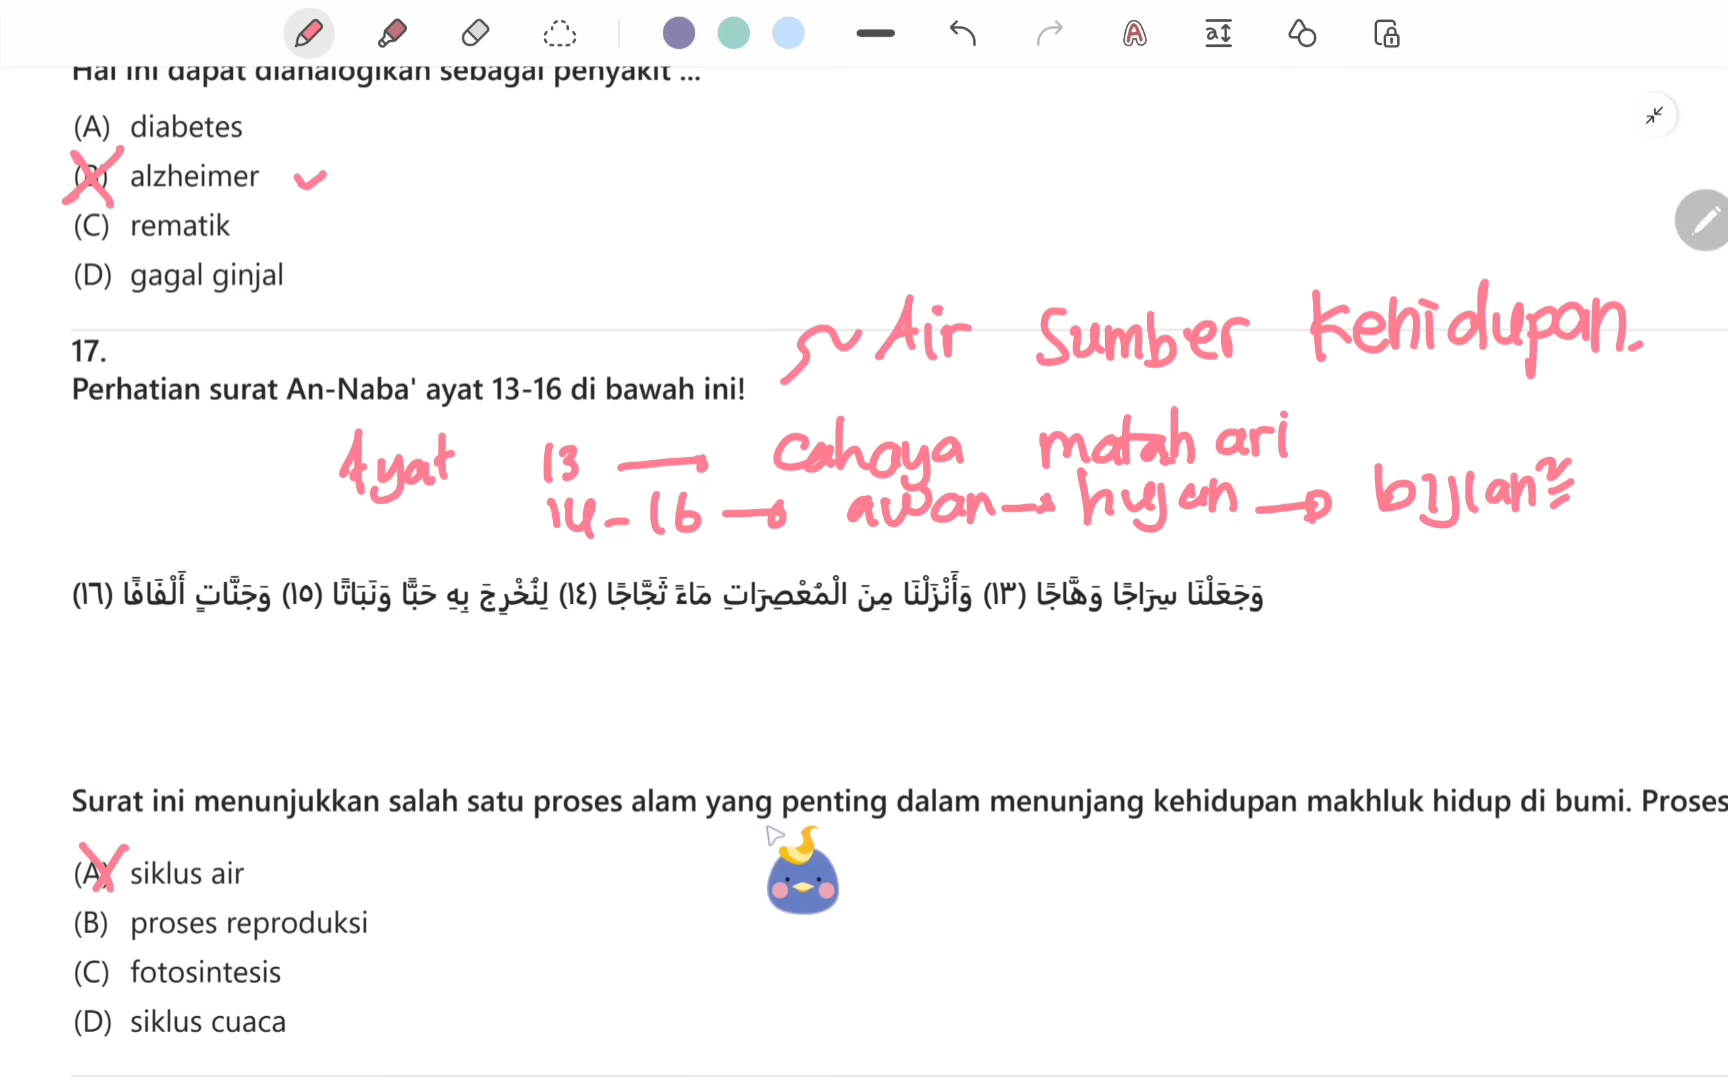 Hal ini dapat dianalogikan sebagai penyakit ...
(A) diabetes
(B) alzheimer
(C) rematik
(D) gagal ginjal
Air Sumber Kehidupan.
17.
Perhatian surat An-Naba' ayat 13-16 di bawah ini!
Ayat 13 → cahaya matahari
14-16 → awan → hujan → bijian²
وَجَعَلْنَا سِرَاجًا وَهَّاجًا (١٣) وَأَنْزَلْنَا مِنَ الْمُعْصِرَاتِ مَاءً ثَجَّاجًا (١٤) لِنُخْرِجَ بِهِ حَبًّا وَنَبَاتًا (١٥) وَجَنَّاتٍ أَلْفَافًا (١٦)
Surat ini menunjukkan salah satu proses alam yang penting dalam menunjang kehidupan makhluk hidup di bumi. Proses
(A) siklus air
(B) proses reproduksi
(C) fotosintesis
(D) siklus cuaca